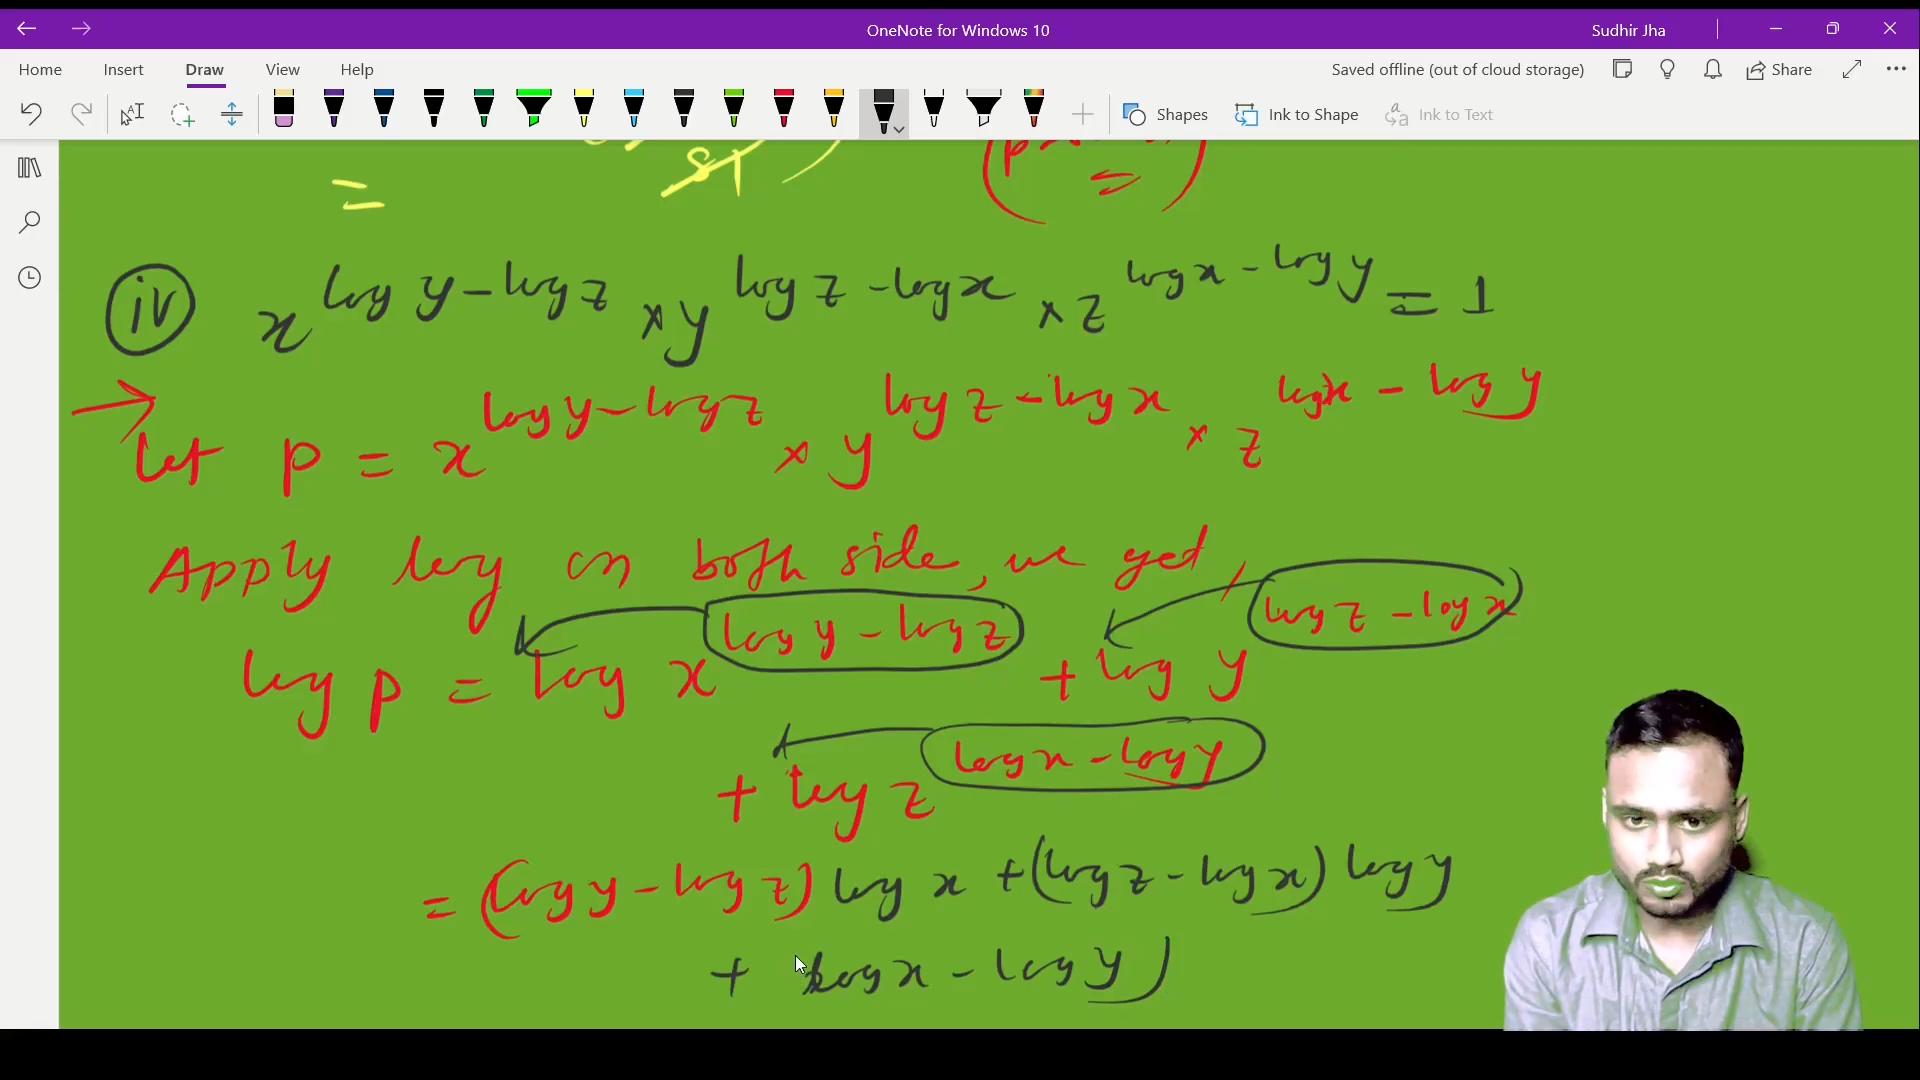 OneNote for Windows 10
Sudhir Jha
Home Insert Draw View Help
Saved offline (out of cloud storage)
Share
Shapes
Ink to Shape
Ink to Text
=
(iv) x^(log y - log z) × y^(log z - log x) × z^(log x - log y) = 1
→
Let p = x^(log y - log z) × y^(log z - log x) × z^(log x - log y)
Apply log on both side, we get,
log p = log x^(log y - log z) + log y^(log z - log x)
+ log z^(log x - log y)
= (log y - log z) log x + (log z - log x) log y
+ log x - log y)